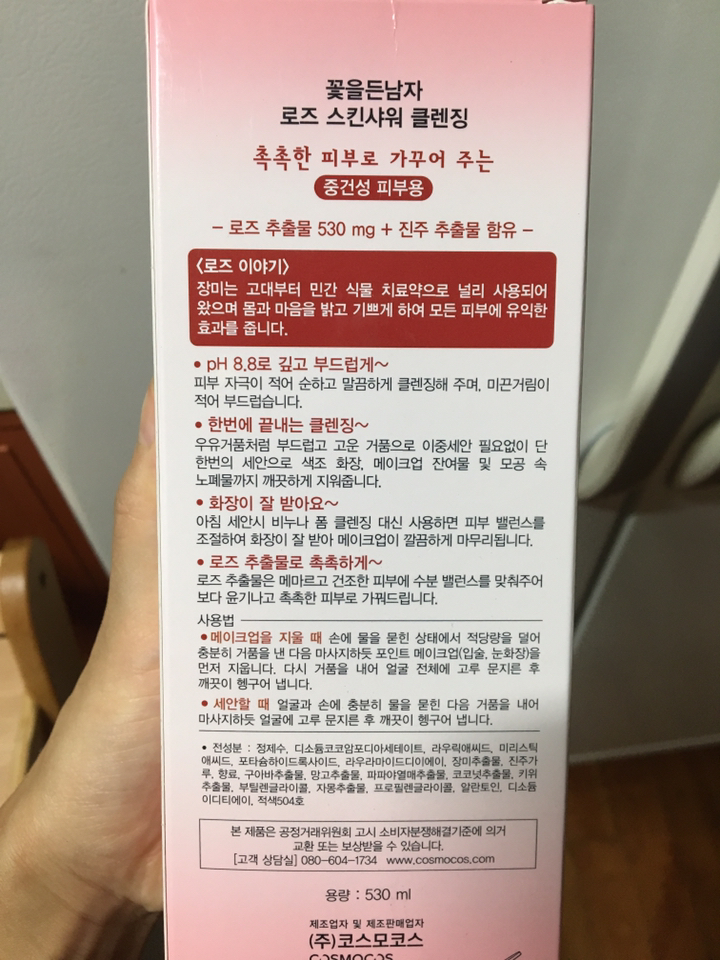 꽃을든남자
로즈 스킨샤워 클렌징
촉촉한 피부로 가꾸어 주는
중건성 피부용
– 로즈 추출물 530 mg + 진주 추출물 함유 –
〈로즈 이야기〉
장미는 고대부터 민간 식물 치료약으로 널리 사용되어
왔으며 몸과 마음을 밝고 기쁘게 하여 모든 피부에 유익한
효과를 줍니다.
• pH 8.8로 깊고 부드럽게~
피부 자극이 적어 순하고 말끔하게 클렌징해 주며, 미끈거림이
적어 부드럽습니다.
• 한번에 끝내는 클렌징~
우유거품처럼 부드럽고 고운 거품으로 이중세안 필요없이 단
한번의 세안으로 색조 화장, 메이크업 잔여물 및 모공 속
노폐물까지 깨끗하게 지워줍니다.
• 화장이 잘 받아요~
아침 세안시 비누나 폼 클렌징 대신 사용하면 피부 밸런스를
조절하여 화장이 잘 받아 메이크업이 깔끔하게 마무리됩니다.
• 로즈 추출물로 촉촉하게~
로즈 추출물은 메마르고 건조한 피부에 수분 밸런스를 맞춰주어
보다 윤기나고 촉촉한 피부로 가꿔드립니다.
사용법
• 메이크업을 지울 때 손에 물을 묻힌 상태에서 적당량을 덜어
충분히 거품을 낸 다음 마사지하듯 포인트 메이크업(입술, 눈화장)을
먼저 지웁니다. 다시 거품을 내어 얼굴 전체에 고루 문지른 후
깨끗이 헹구어 냅니다.
• 세안할 때 얼굴과 손에 충분히 물을 묻힌 다음 거품을 내어
마사지하듯 얼굴에 고루 문지른 후 깨끗이 헹구어 냅니다.
• 전성분 : 정제수, 디소듐코코암포디아세테이트, 라우릭애씨드, 미리스틱
애씨드, 포타슘하이드록사이드, 라우라마이드디이에이, 장미추출물, 진주가
루, 향료, 구아바추출물, 망고추출물, 파파야열매추출물, 코코넛추출물, 키위
추출물, 부틸렌글라이콜, 자몽추출물, 프로필렌글라이콜, 알란토인, 디소듐
이디티에이, 적색504호
본 제품은 공정거래위원회 고시 소비자분쟁해결기준에 의거
교환 또는 보상받을 수 있습니다.
[고객 상담실] 080-604-1734 www.cosmocos.com
용량 : 530 ml
제조업자 및 제조판매업자
(주)코스모코스
COSMOCOS